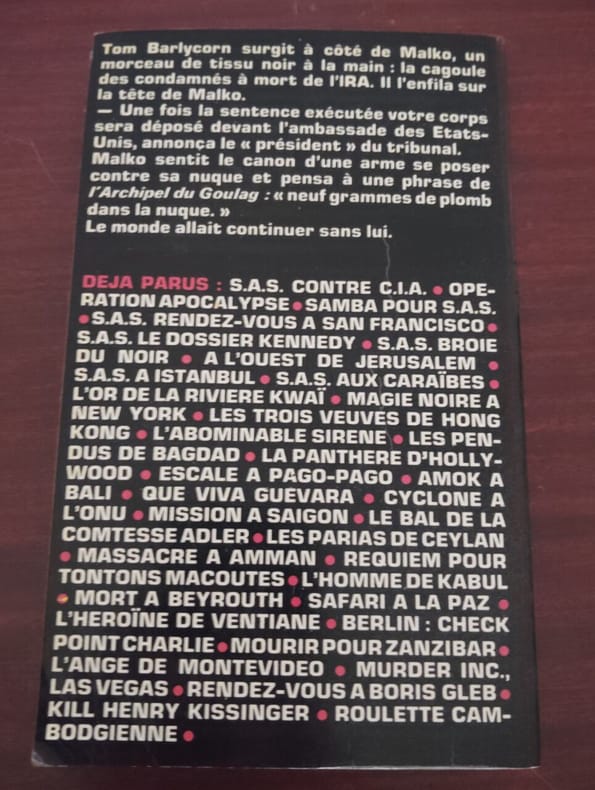 Tom Barlycorn surgit à côté de Malko, un
morceau de tissu noir à la main : la cagoule
des condamnés à mort de l'IRA. Il l'enfila sur
la tête de Malko.
— Une fois la sentence exécutée votre corps
sera déposé devant l'ambassade des Etats-
Unis, annonça le « président » du tribunal.
Malko sentit le canon d'une arme se poser
contre sa nuque et pensa à une phrase de
l'Archipel du Goulag : « neuf grammes de plomb
dans la nuque. »
Le monde allait continuer sans lui.
DEJA PARUS : S.A.S. CONTRE C.I.A. • OPE-
RATION APOCALYPSE • SAMBA POUR S.A.S.
• S.A.S. RENDEZ-VOUS A SAN FRANCISCO •
S.A.S. LE DOSSIER KENNEDY • S.A.S. BROIE
DU NOIR • A L'OUEST DE JERUSALEM •
S.A.S. A ISTANBUL • S.A.S. AUX CARAÏBES •
L'OR DE LA RIVIERE KWAÏ • MAGIE NOIRE A
NEW YORK • LES TROIS VEUVES DE HONG
KONG • L'ABOMINABLE SIRENE • LES PEN-
DUS DE BAGDAD • LA PANTHERE D'HOLLY-
WOOD • ESCALE A PAGO-PAGO • AMOK A
BALI • QUE VIVA GUEVARA • CYCLONE A
L'ONU • MISSION A SAIGON • LE BAL DE LA
COMTESSE ADLER • LES PARIAS DE CEYLAN
• MASSACRE A AMMAN • REQUIEM POUR
TONTONS MACOUTES • L'HOMME DE KABUL
• MORT A BEYROUTH • SAFARI A LA PAZ •
L'HEROÏNE DE VENTIANE • BERLIN : CHECK
POINT CHARLIE • MOURIR POUR ZANZIBAR •
L'ANGE DE MONTEVIDEO • MURDER INC.,
LAS VEGAS • RENDEZ-VOUS A BORIS GLEB •
KILL HENRY KISSINGER • ROULETTE CAM-
BODGIENNE •